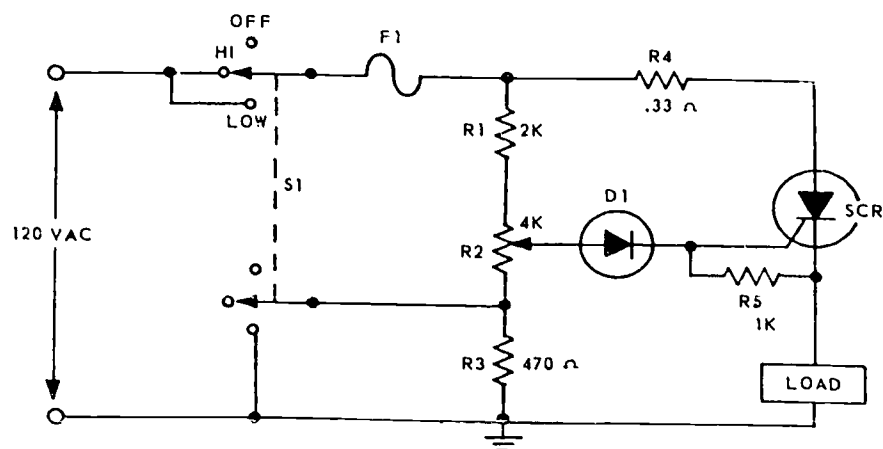 OFF
HI
LOW
F1
R4
.33 Ω
R1 2K
S1
D1
SCR
120 VAC
4K
R2
R5
1K
R3 470 Ω
LOAD